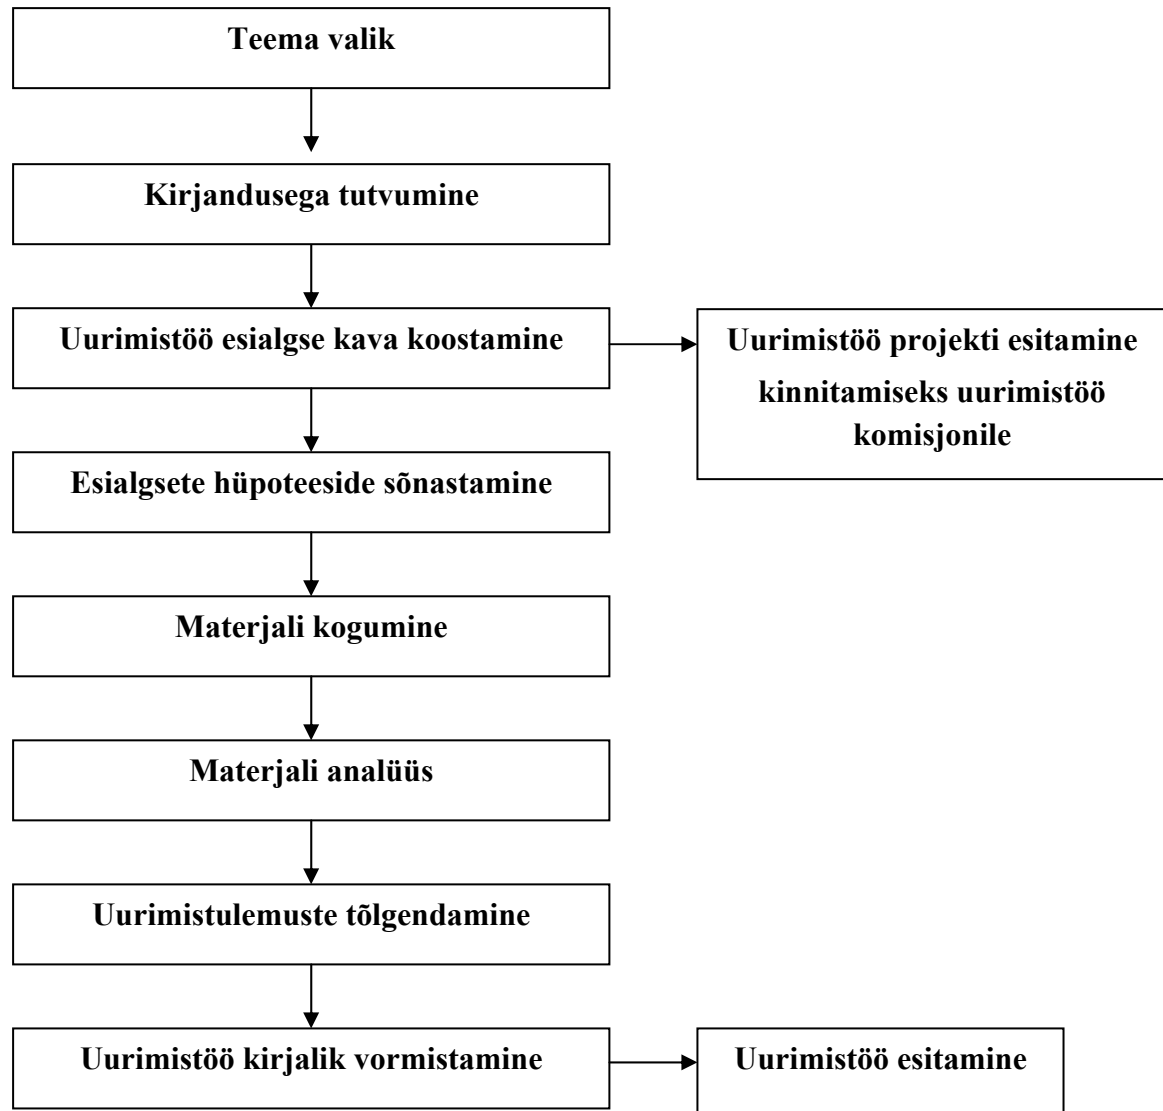 Teema valik
Kirjandusega tutvumine
Uurimistöö esialgse kava koostamine
Uurimistöö projekti esitamine
kinnitamiseks uurimistöö
komisjonile
Esialgsete hüpoteeside sõnastamine
Materjali kogumine
Materjali analüüs
Uurimistulemuste tõlgendamine
Uurimistöö kirjalik vormistamine
Uurimistöö esitamine